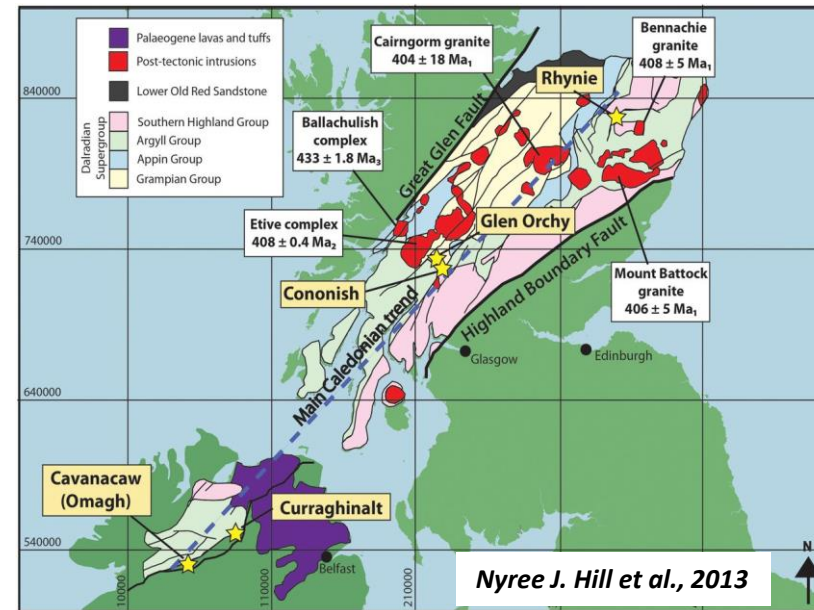 Palaeogene lavas and tuffs
Post-tectonic intrusions
Lower Old Red Sandstone
Dalradian
Supergroup
Southern Highland Group
Argyll Group
Appin Group
Grampian Group
Cairngorm granite
404 ± 18 Ma1
Bennachie
granite
408 ± 5 Ma1
Rhynie
Ballachulish
complex
433 ± 1.8 Ma3
Great Glen Fault
Etive complex
408 ± 0.4 Ma2
Glen Orchy
Cononish
Highland Boundary Fault
Mount Battock
granite
406 ± 5 Ma1
Main Caledonian trend
Glasgow
Edinburgh
Cavanacaw
(Omagh)
Curraghinalt
Belfast
840000
740000
640000
540000
10000
110000
210000
N
Nyree J. Hill et al., 2013